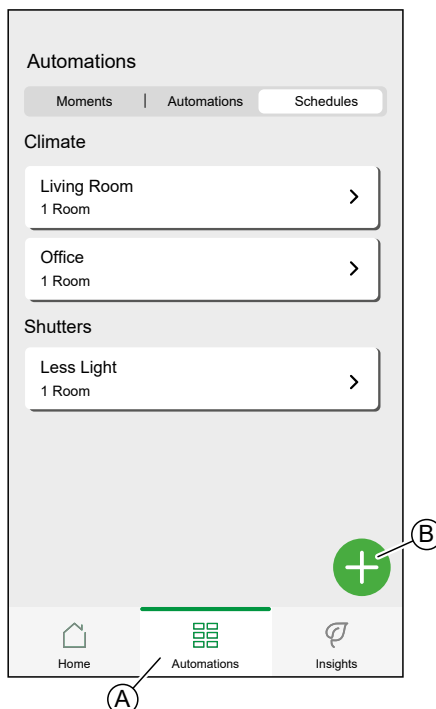 Automations
Moments | Automations Schedules
Climate
Living Room
1 Room
Office
1 Room
Shutters
Less Light
1 Room
B
Home Automations Insights
A